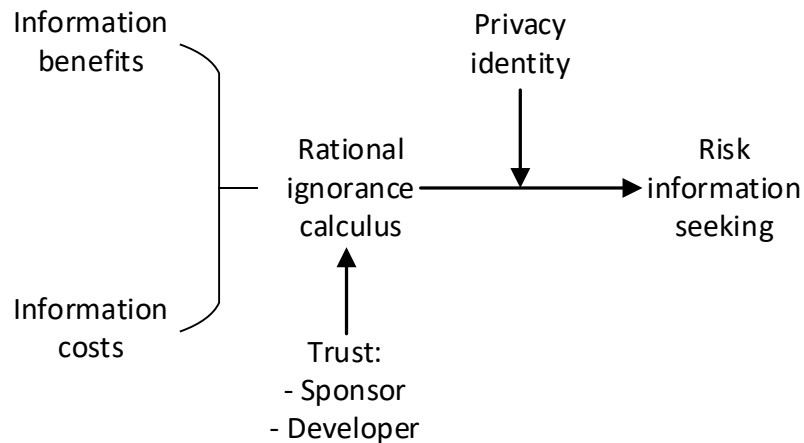 Information
benefits
Privacy
identity
Rational
ignorance
calculus
Risk
information
seeking
Information
costs
Trust:
- Sponsor
- Developer